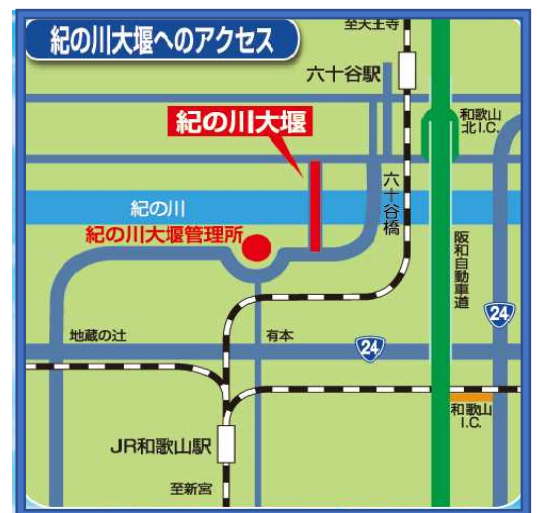 紀の川大堰へのアクセス
至天王寺
六十谷駅
和歌山
北I.C.
紀の川大堰
六十谷橋
紀の川
紀の川大堰管理所
阪和自動車道
24
地蔵の辻
有本
24
和歌山
I.C.
JR和歌山駅
至新宮